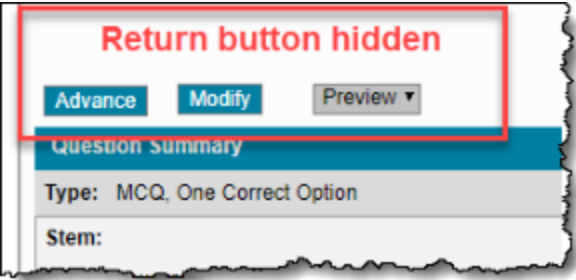 Return button hidden
Advance Modify Preview
Question Summary
Type: MCQ, One Correct Option
Stem: